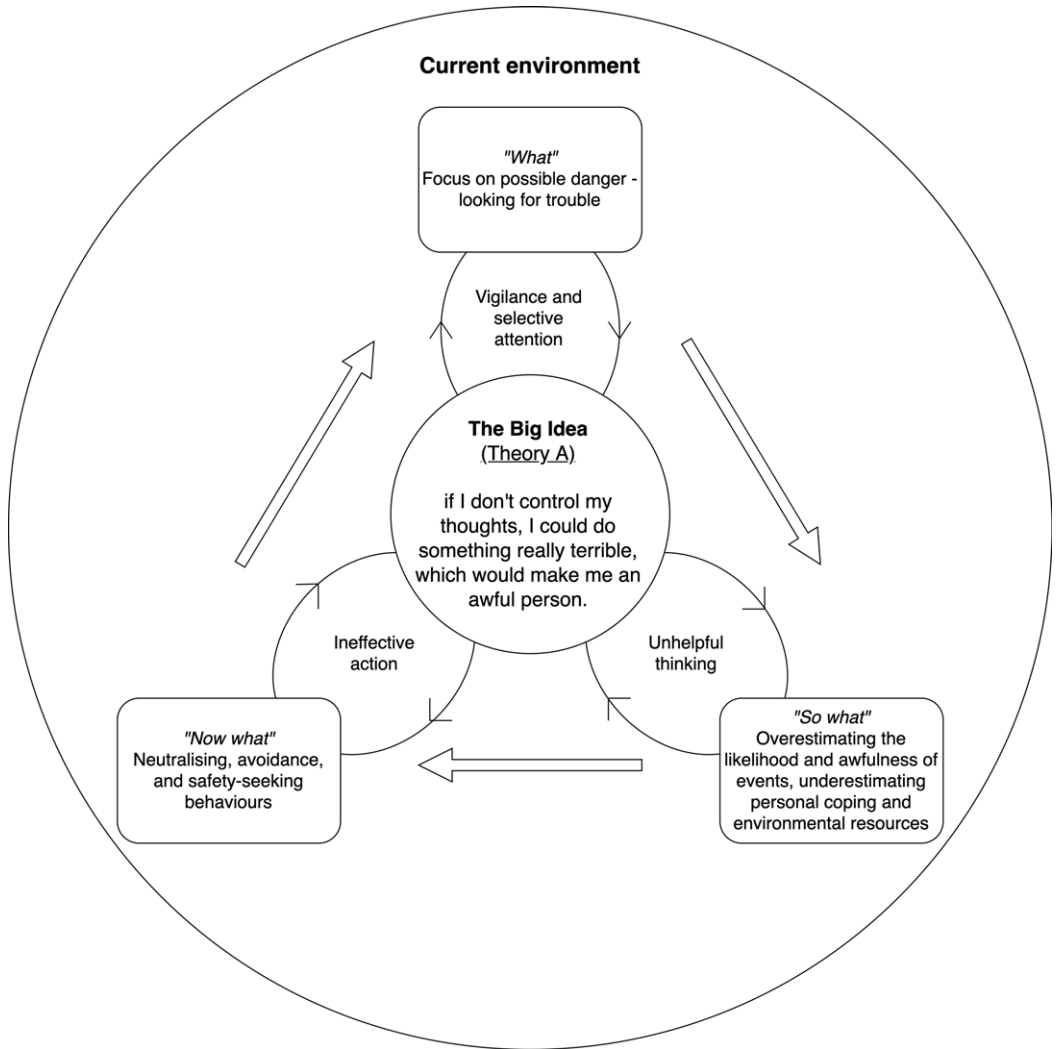 Current environment
"What"
Focus on possible danger -
looking for trouble
Vigilance and
selective
attention
The Big Idea
(Theory A)
if I don't control my
thoughts, I could do
something really terrible,
which would make me an
awful person.
Ineffective
action
Unhelpful
thinking
"Now what"
Neutralising, avoidance,
and safety-seeking
behaviours
"So what"
Overestimating the
likelihood and awfulness of
events, underestimating
personal coping and
environmental resources